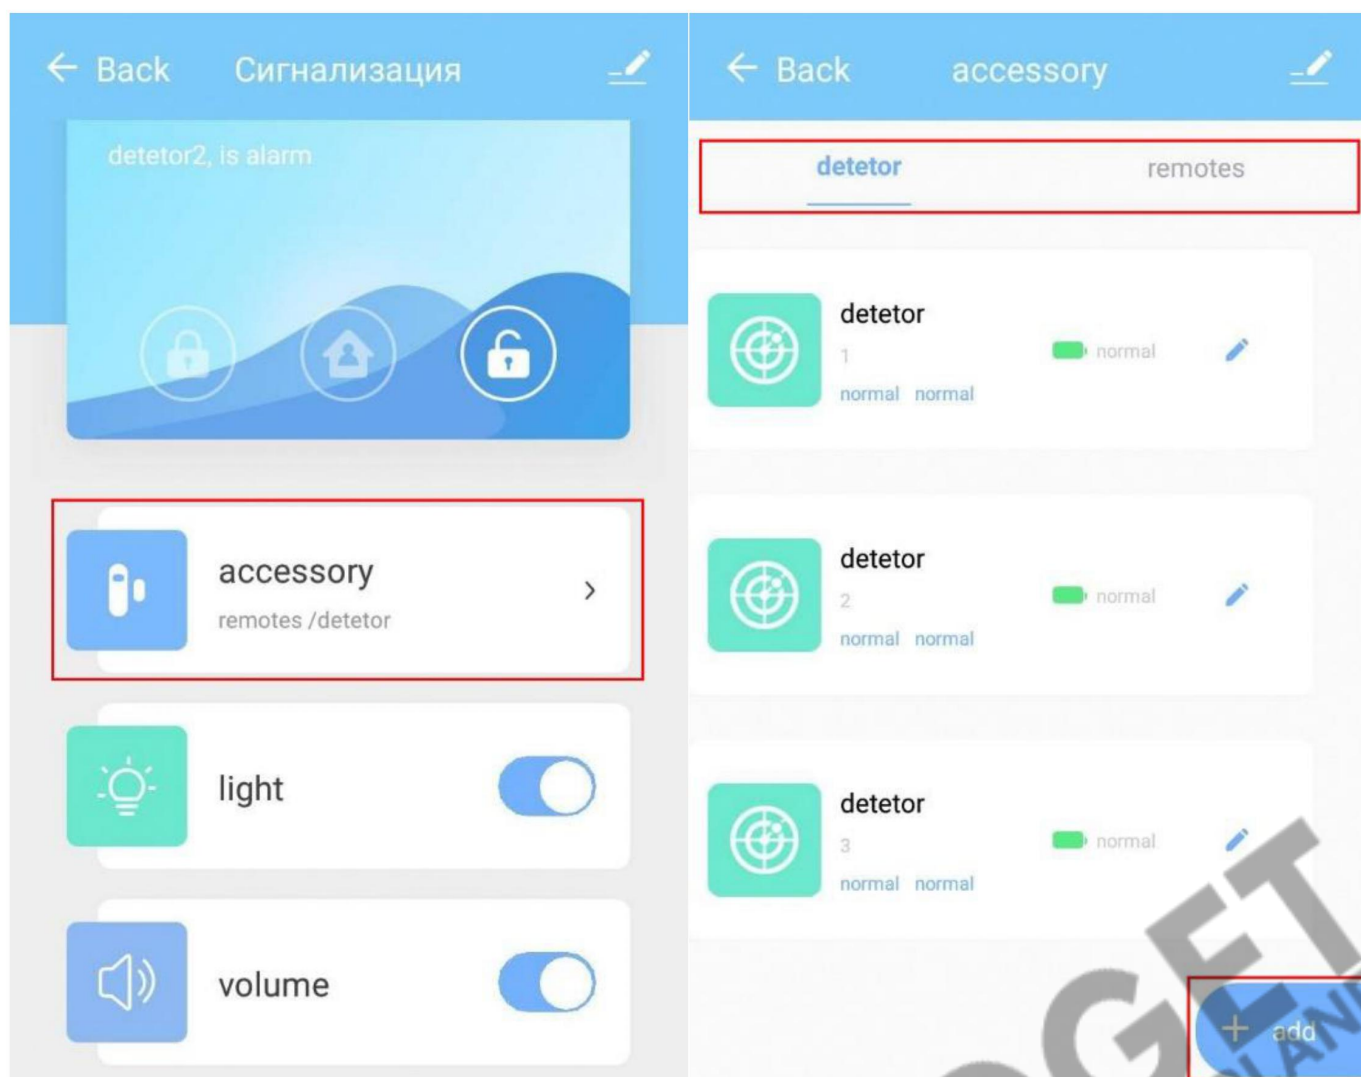 Back Сигнализация
detetor2, is alarm
accessory
remotes /detetor
light
volume
Back accessory
detetor remotes
detetor
1
normal
normal normal
detetor
2
normal
normal normal
detetor
3
normal
normal normal
+ add